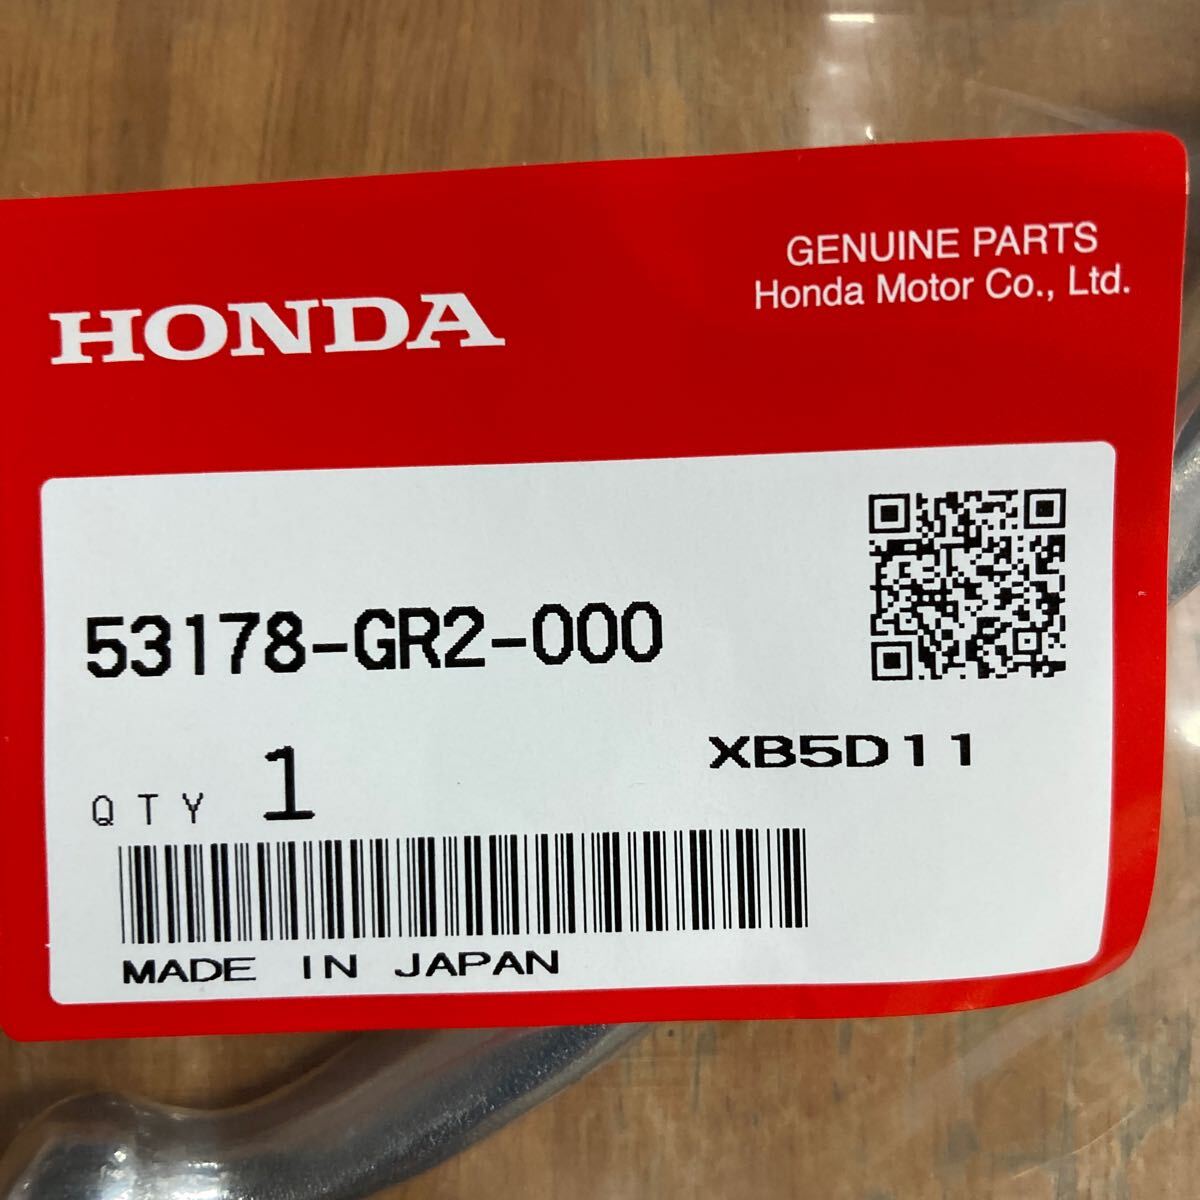 GENUINE PARTS
Honda Motor Co., Ltd.
HONDA
53178-GR2-000
XB5D11
QTY 1
MADE IN JAPAN